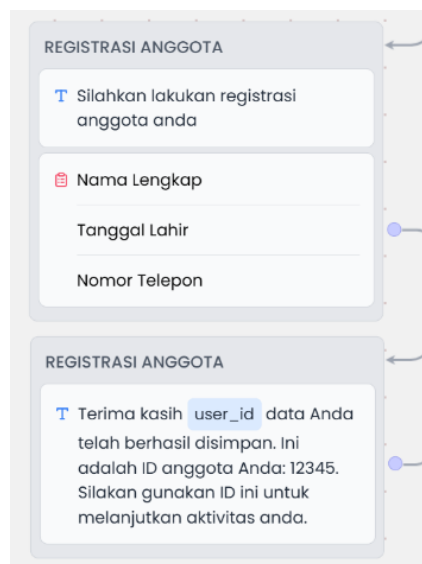 REGISTRASI ANGGOTA
Silahkan lakukan registrasi
anggota anda
Nama Lengkap
Tanggal Lahir
Nomor Telepon
REGISTRASI ANGGOTA
Terima kasih user_id data Anda
telah berhasil disimpan. Ini
adalah ID anggota Anda: 12345.
Silakan gunakan ID ini untuk
melanjutkan aktivitas anda.